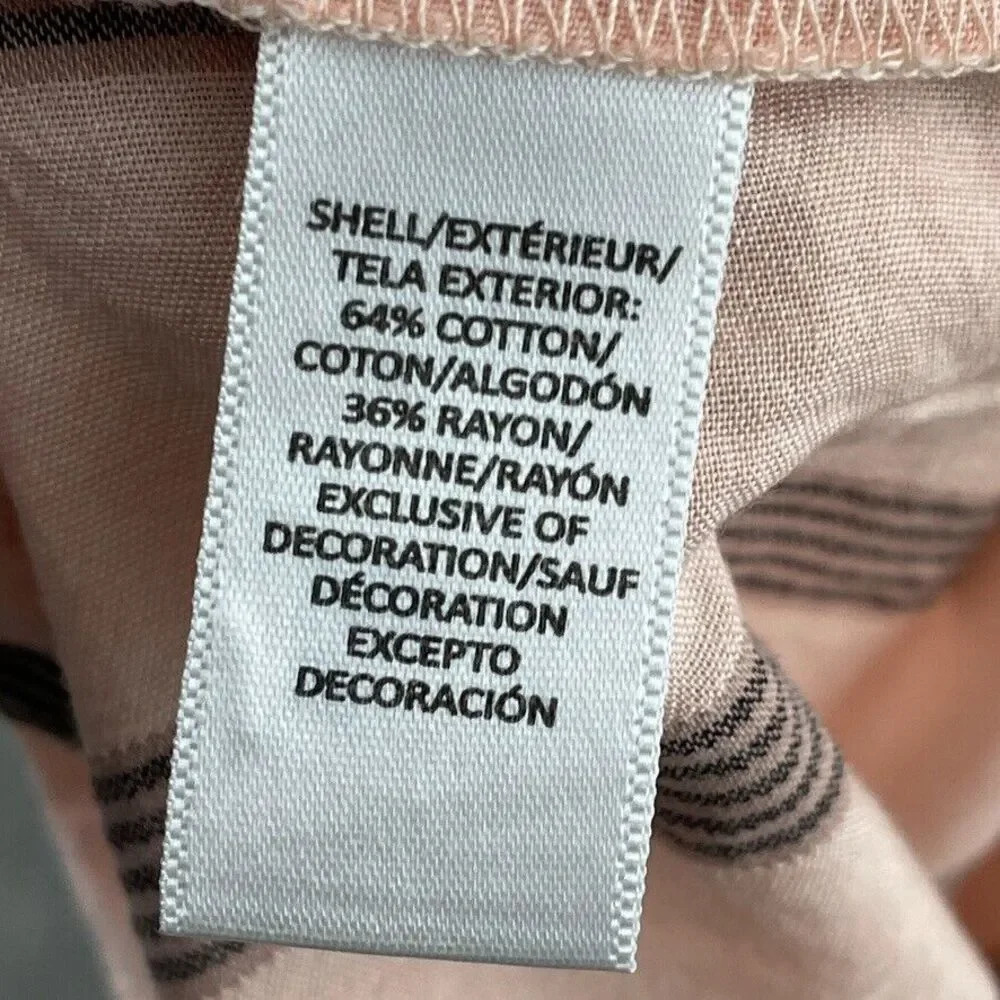 SHELL/EXTÉRIEUR/
TELA EXTERIOR:
64% COTTON/
COTON/ALGODÓN
36% RAYON/
RAYONNE/RAYÓN
EXCLUSIVE OF
DECORATION/SAUF
DÉCORATION
EXCEPTO
DECORACIÓN